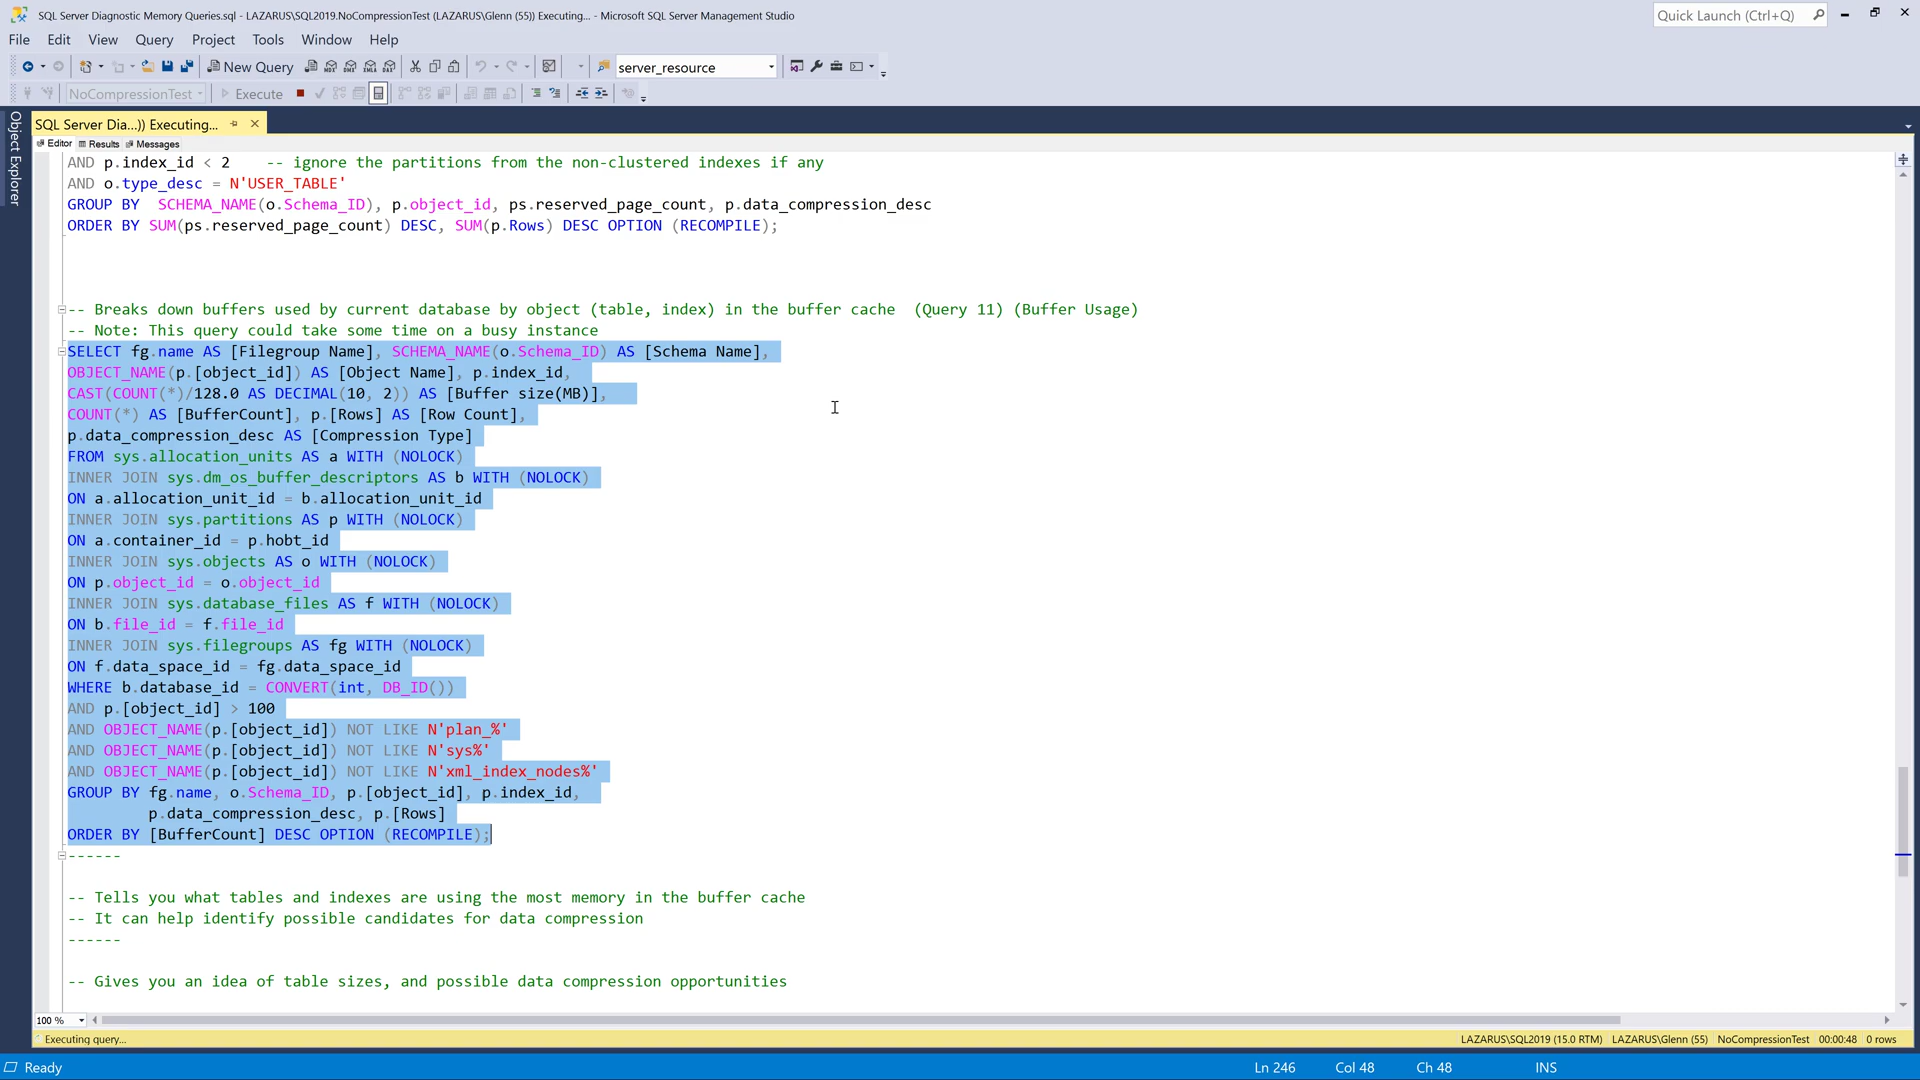 SQL Server Diagnostic Memory Queries.sql - LAZARUS\SQL2019.NoCompressionTest (LAZARUS\Glenn (55)) Executing... - Microsoft SQL Server Management Studio
Quick Launch (Ctrl+Q)
File Edit View Query Project Tools Window Help
New Query MDX DMX XMLA DAX server_resource
NoCompressionTest Execute
SQL Server Dia...)) Executing...
Object Explorer
Editor Results Messages
AND p.index_id < 2    -- ignore the partitions from the non-clustered indexes if any
AND o.type_desc = N'USER_TABLE'
GROUP BY  SCHEMA_NAME(o.Schema_ID), p.object_id, ps.reserved_page_count, p.data_compression_desc
ORDER BY SUM(ps.reserved_page_count) DESC, SUM(p.Rows) DESC OPTION (RECOMPILE);
-- Breaks down buffers used by current database by object (table, index) in the buffer cache  (Query 11) (Buffer Usage)
-- Note: This query could take some time on a busy instance
SELECT fg.name AS [Filegroup Name], SCHEMA_NAME(o.Schema_ID) AS [Schema Name],
OBJECT_NAME(p.[object_id]) AS [Object Name], p.index_id,
CAST(COUNT(*)/128.0 AS DECIMAL(10, 2)) AS [Buffer size(MB)],
COUNT(*) AS [BufferCount], p.[Rows] AS [Row Count],
p.data_compression_desc AS [Compression Type]
FROM sys.allocation_units AS a WITH (NOLOCK)
INNER JOIN sys.dm_os_buffer_descriptors AS b WITH (NOLOCK)
ON a.allocation_unit_id = b.allocation_unit_id
INNER JOIN sys.partitions AS p WITH (NOLOCK)
ON a.container_id = p.hobt_id
INNER JOIN sys.objects AS o WITH (NOLOCK)
ON p.object_id = o.object_id
INNER JOIN sys.database_files AS f WITH (NOLOCK)
ON b.file_id = f.file_id
INNER JOIN sys.filegroups AS fg WITH (NOLOCK)
ON f.data_space_id = fg.data_space_id
WHERE b.database_id = CONVERT(int, DB_ID())
AND p.[object_id] > 100
AND OBJECT_NAME(p.[object_id]) NOT LIKE N'plan_%'
AND OBJECT_NAME(p.[object_id]) NOT LIKE N'sys%'
AND OBJECT_NAME(p.[object_id]) NOT LIKE N'xml_index_nodes%'
GROUP BY fg.name, o.Schema_ID, p.[object_id], p.index_id,
         p.data_compression_desc, p.[Rows]
ORDER BY [BufferCount] DESC OPTION (RECOMPILE);
------
-- Tells you what tables and indexes are using the most memory in the buffer cache
-- It can help identify possible candidates for data compression
------
-- Gives you an idea of table sizes, and possible data compression opportunities
100 %
Executing query... LAZARUS\SQL2019 (15.0 RTM) LAZARUS\Glenn (55) NoCompressionTest 00:00:48 0 rows
Ready Ln 246 Col 48 Ch 48 INS